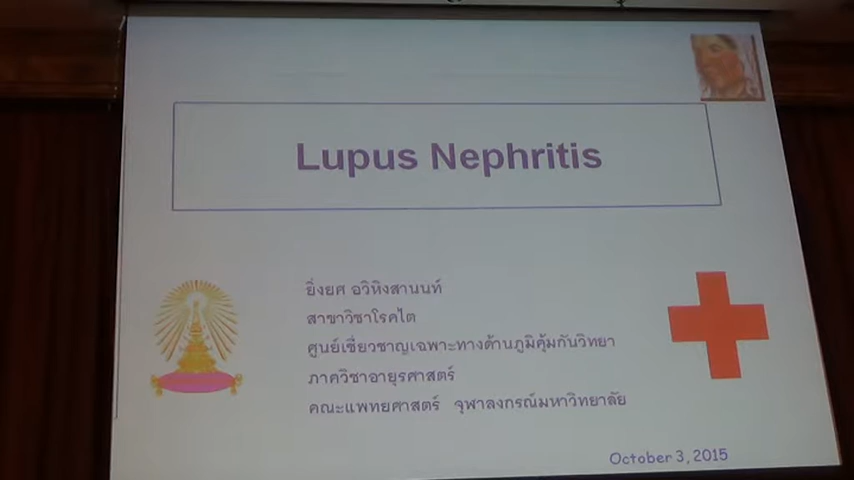 Lupus Nephritis
ยิ่งยศ อวิหิงสานนท์
สาขาวิชาโรคไต
ศูนย์เชี่ยวชาญเฉพาะทางด้านภูมิคุ้มกันวิทยา
ภาควิชาอายุรศาสตร์
คณะแพทยศาสตร์ จุฬาลงกรณ์มหาวิทยาลัย
October 3, 2015